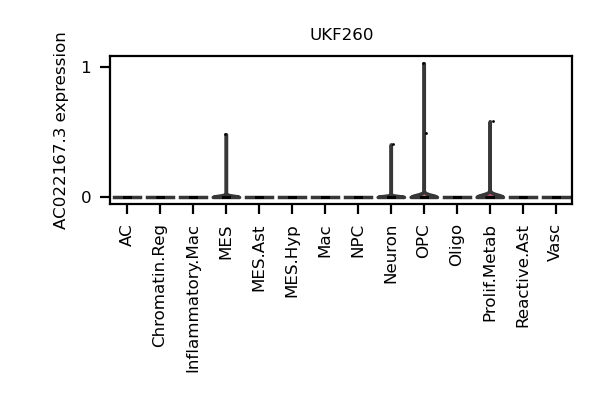 UKF260
AC022167.3 expression
1
0
AC
Chromatin.Reg
Inflammatory.Mac
MES
MES.Ast
MES.Hyp
Mac
NPC
Neuron
OPC
Oligo
Prolif.Metab
Reactive.Ast
Vasc